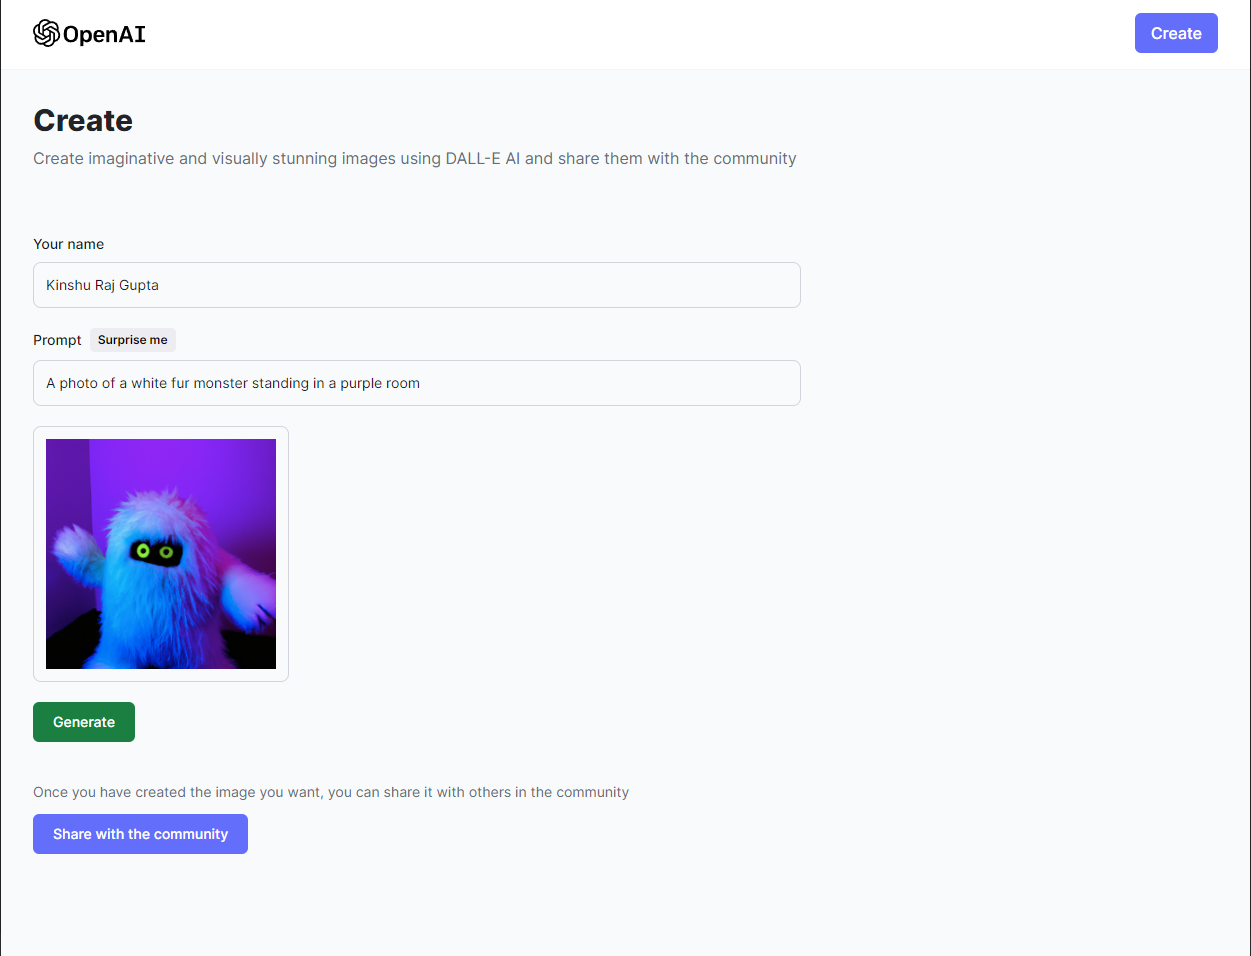 OpenAI
Create
Create
Create imaginative and visually stunning images using DALL-E AI and share them with the community
Your name
Kinshu Raj Gupta
Prompt Surprise me
A photo of a white fur monster standing in a purple room
Generate
Once you have created the image you want, you can share it with others in the community
Share with the community